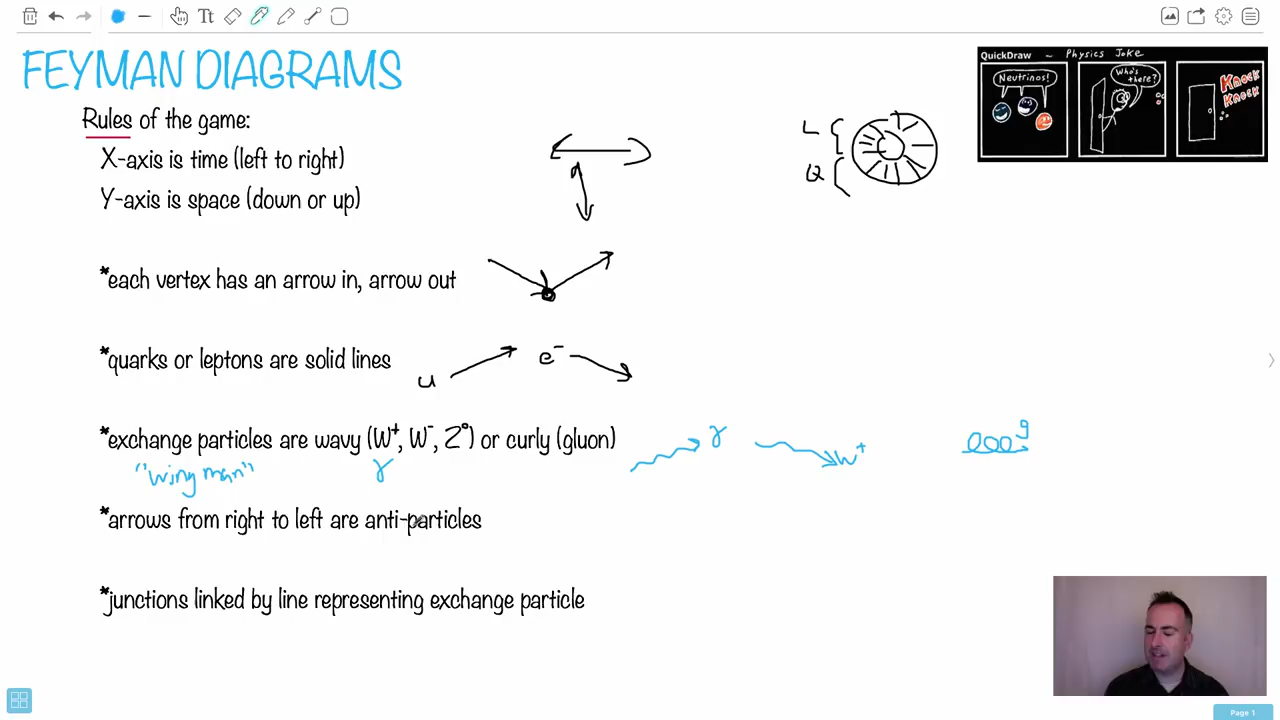 Tt
FEYMAN DIAGRAMS
QuickDraw - Physics Joke
Neutrinos!
Who's there?
Knock Knock
Rules of the game:
X-axis is time (left to right)
Y-axis is space (down or up)
L
Q
*each vertex has an arrow in, arrow out
*quarks or leptons are solid lines
u
e⁻
*exchange particles are wavy (W⁺, W⁻, Z⁰) or curly (gluon)
γ
W⁺
g
"wing man"
γ
*arrows from right to left are anti-particles
*junctions linked by line representing exchange particle
Page 1